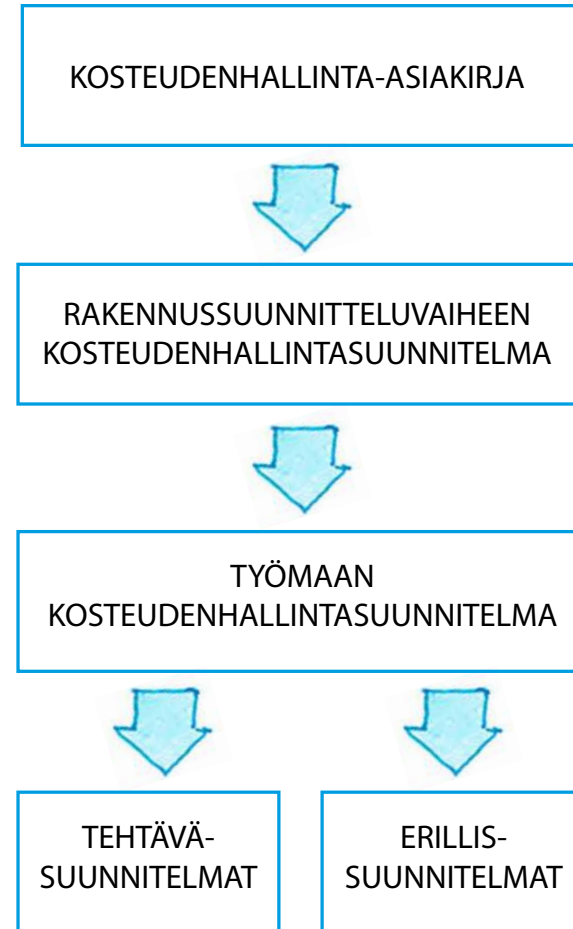 KOSTEUDENHALLINTA-ASIAKIRJA
RAKENNUSSUUNNITTELUVAIHEEN
KOSTEUDENHALLINTASUUNNITELMA
TYÖMAAN
KOSTEUDENHALLINTASUUNNITELMA
TEHTÄVÄ-
SUUNNITELMAT
ERILLIS-
SUUNNITELMAT